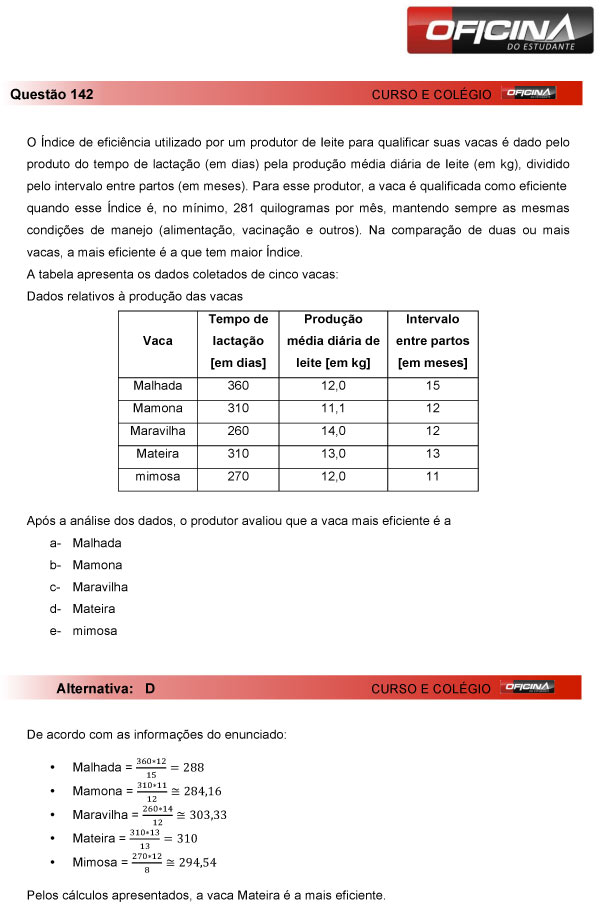 OFICINA
DO ESTUDANTE
Questão 142 CURSO E COLÉGIO OFICINA
O Índice de eficiência utilizado por um produtor de leite para qualificar suas vacas é dado pelo
produto do tempo de lactação (em dias) pela produção média diária de leite (em kg), dividido
pelo intervalo entre partos (em meses). Para esse produtor, a vaca é qualificada como eficiente
quando esse Índice é, no mínimo, 281 quilogramas por mês, mantendo sempre as mesmas
condições de manejo (alimentação, vacinação e outros). Na comparação de duas ou mais
vacas, a mais eficiente é a que tem maior Índice.
A tabela apresenta os dados coletados de cinco vacas:
Dados relativos à produção das vacas
Vaca Tempo de lactação [em dias] Produção média diária de leite [em kg] Intervalo entre partos [em meses]
Malhada 360 12,0 15
Mamona 310 11,1 12
Maravilha 260 14,0 12
Mateira 310 13,0 13
mimosa 270 12,0 11
Após a análise dos dados, o produtor avaliou que a vaca mais eficiente é a
a- Malhada
b- Mamona
c- Maravilha
d- Mateira
e- mimosa
Alternativa: D CURSO E COLÉGIO OFICINA
De acordo com as informações do enunciado:
• Malhada = 360*12/15 = 288
• Mamona = 310*11/12 ≅ 284,16
• Maravilha = 260*14/12 ≅ 303,33
• Mateira = 310*13/13 = 310
• Mimosa = 270*12/8 ≅ 294,54
Pelos cálculos apresentados, a vaca Mateira é a mais eficiente.